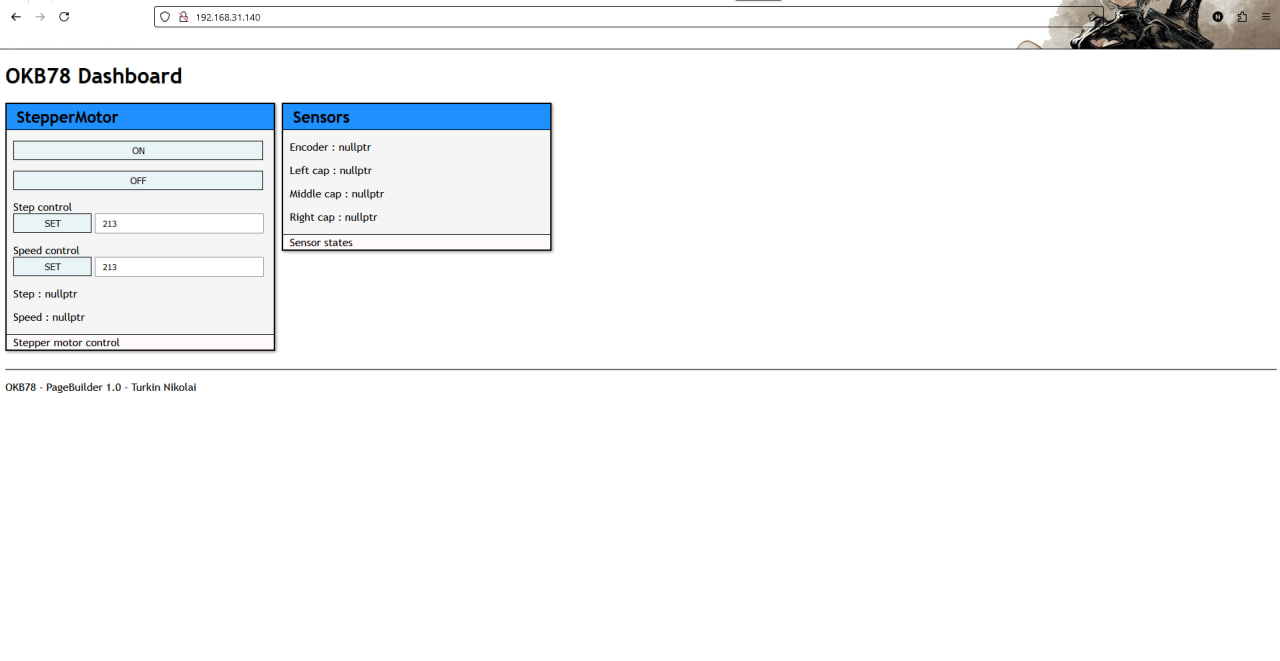 192.168.31.140
N
OKB78 Dashboard
StepperMotor
ON
OFF
Step control
SET 213
Speed control
SET 213
Step : nullptr
Speed : nullptr
Stepper motor control
Sensors
Encoder : nullptr
Left cap : nullptr
Middle cap : nullptr
Right cap : nullptr
Sensor states
OKB78 - PageBuilder 1.0 - Turkin Nikolai